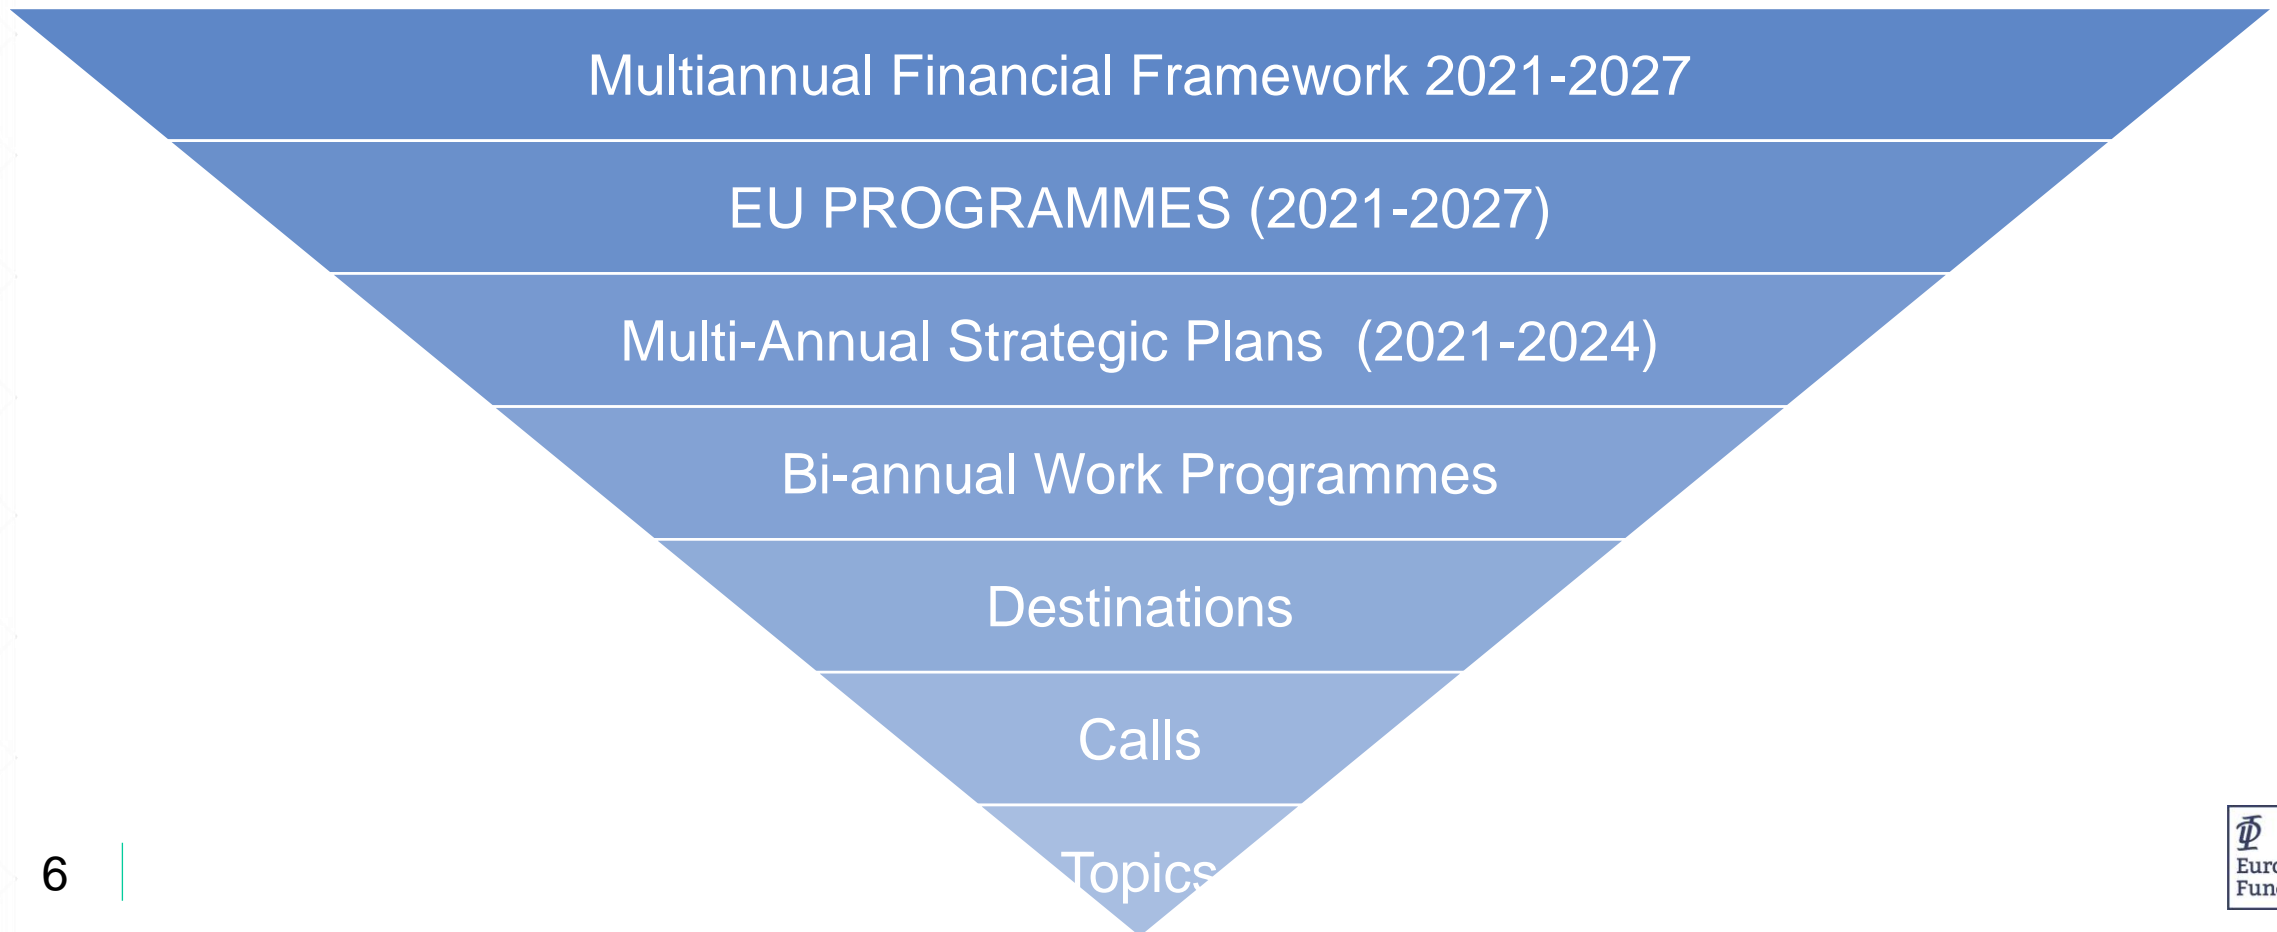 Multiannual Financial Framework 2021-2027
EU PROGRAMMES (2021-2027)
Multi-Annual Strategic Plans  (2021-2024)
Bi-annual Work Programmes
Destinations
Calls
Topics
6